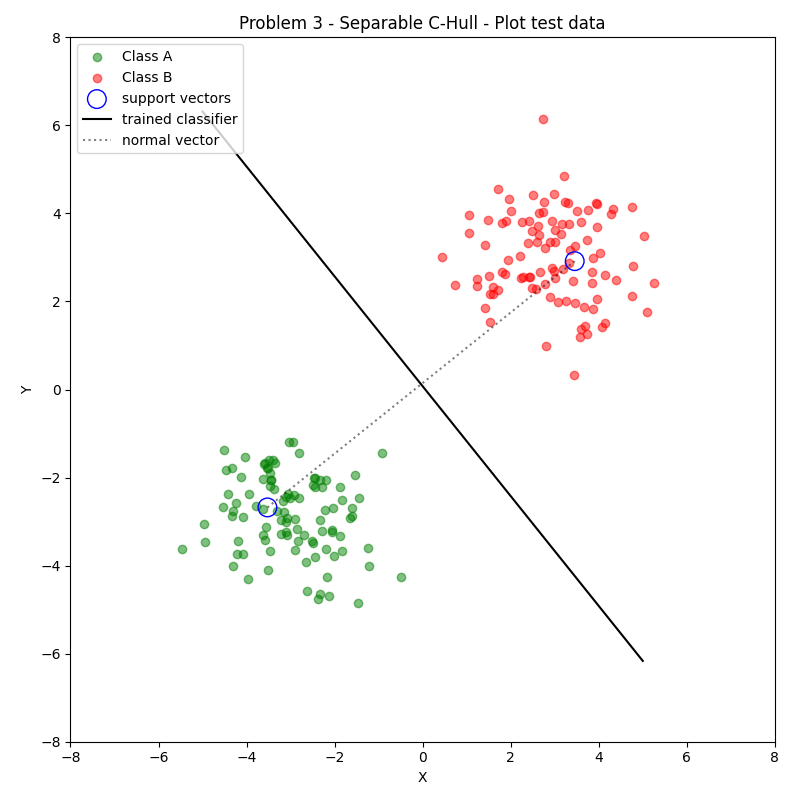 Problem 3 - Separable C-Hull - Plot test data
Class A
Class B
support vectors
trained classifier
normal vector
8
6
4
2
0
−2
−4
−6
−8
Y
−8 −6 −4 −2 0 2 4 6 8
X